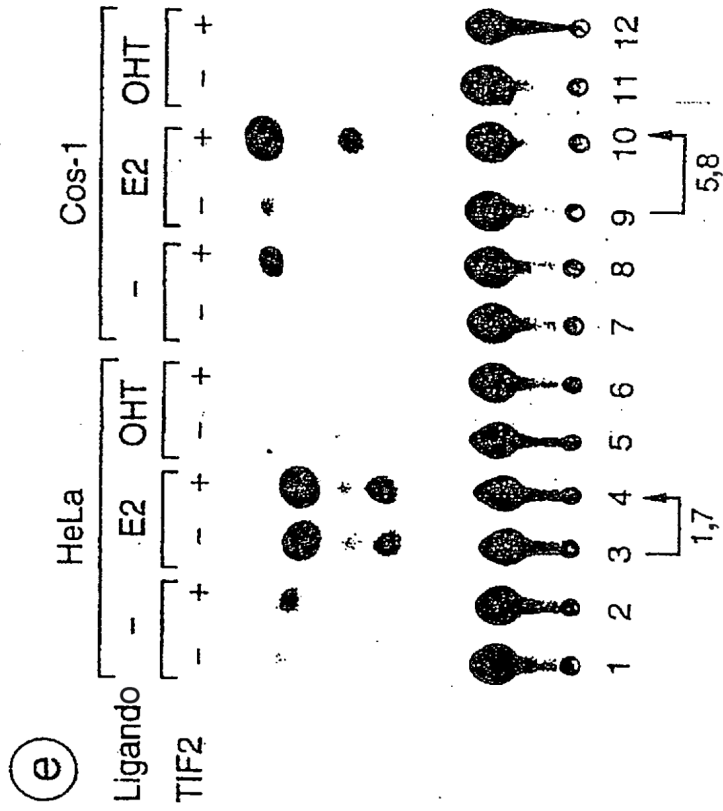 e
HeLa Cos-1
Ligando - E2 OHT - E2 OHT
TIF2 - + - + - + - + - + - +
1 2 3 4 5 6 7 8 9 10 11 12
1,7 5,8